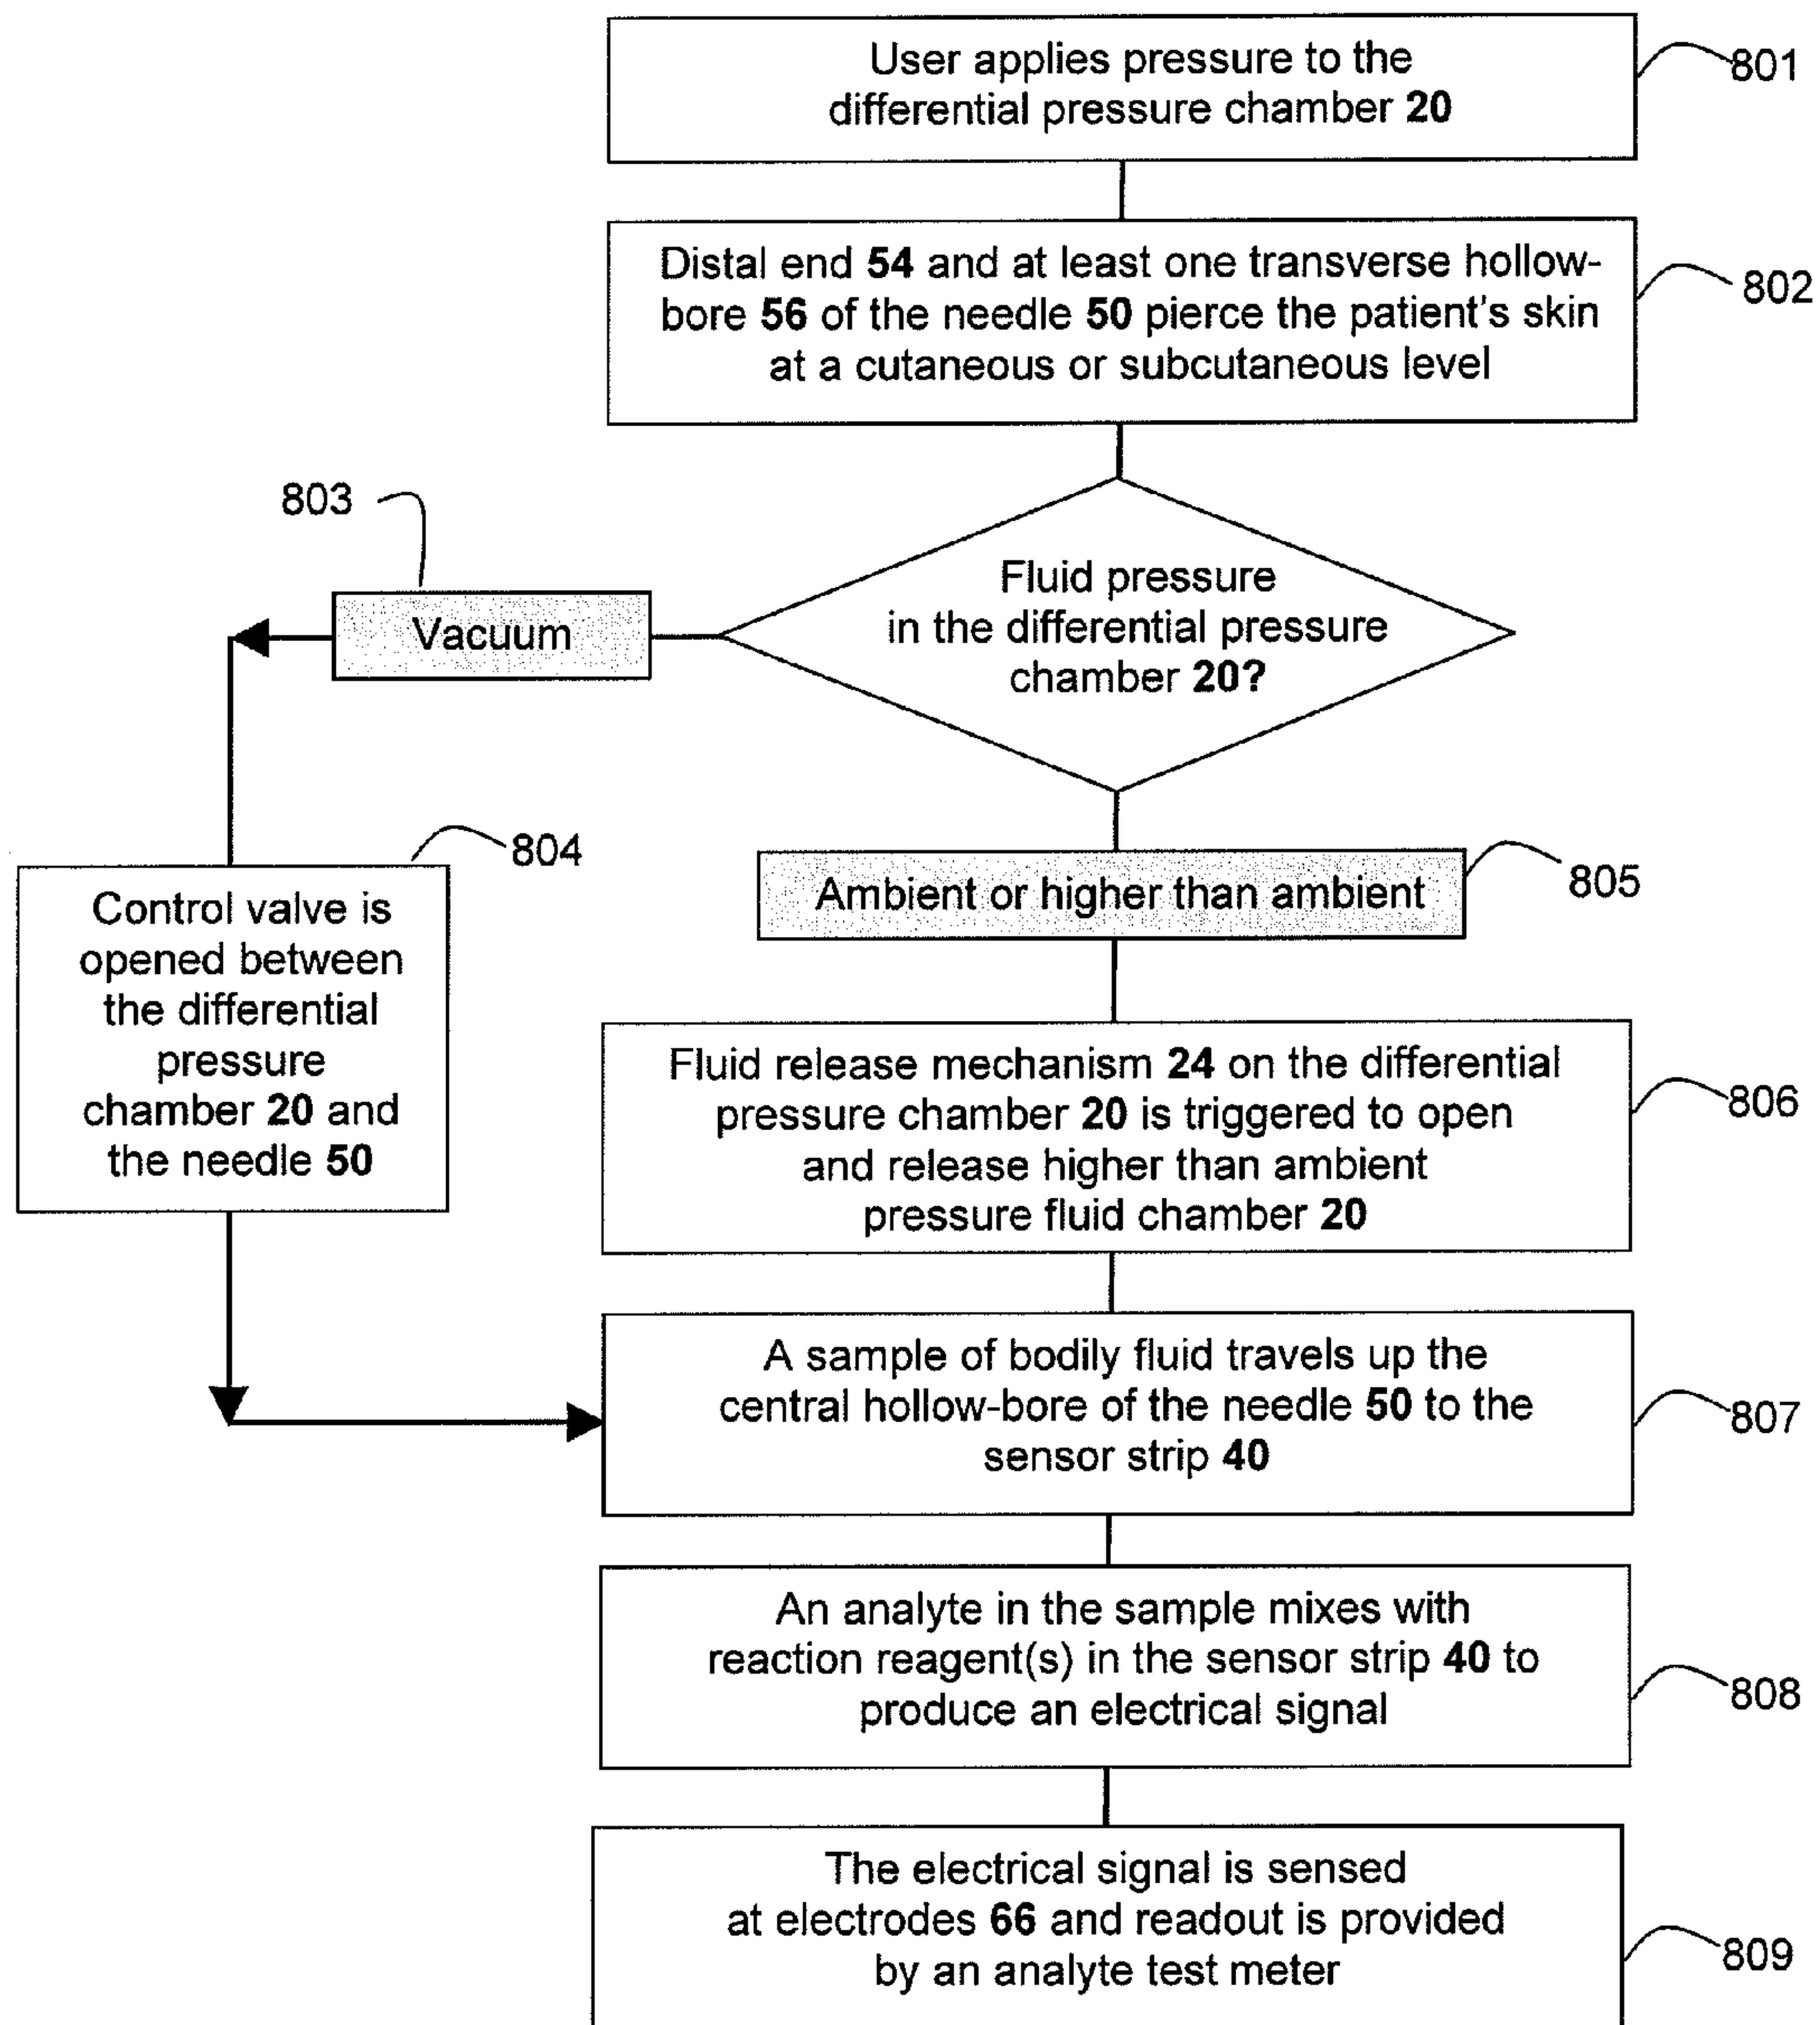 User applies pressure to the
differential pressure chamber 20
801
Distal end 54 and at least one transverse hollow-
bore 56 of the needle 50 pierce the patient's skin
at a cutaneous or subcutaneous level
802
Fluid pressure
in the differential pressure
chamber 20?
803
Vacuum
804
Control valve is
opened between
the differential
pressure
chamber 20 and
the needle 50
Ambient or higher than ambient
805
Fluid release mechanism 24 on the differential
pressure chamber 20 is triggered to open
and release higher than ambient
pressure fluid chamber 20
806
A sample of bodily fluid travels up the
central hollow-bore of the needle 50 to the
sensor strip 40
807
An analyte in the sample mixes with
reaction reagent(s) in the sensor strip 40 to
produce an electrical signal
808
The electrical signal is sensed
at electrodes 66 and readout is provided
by an analyte test meter
809